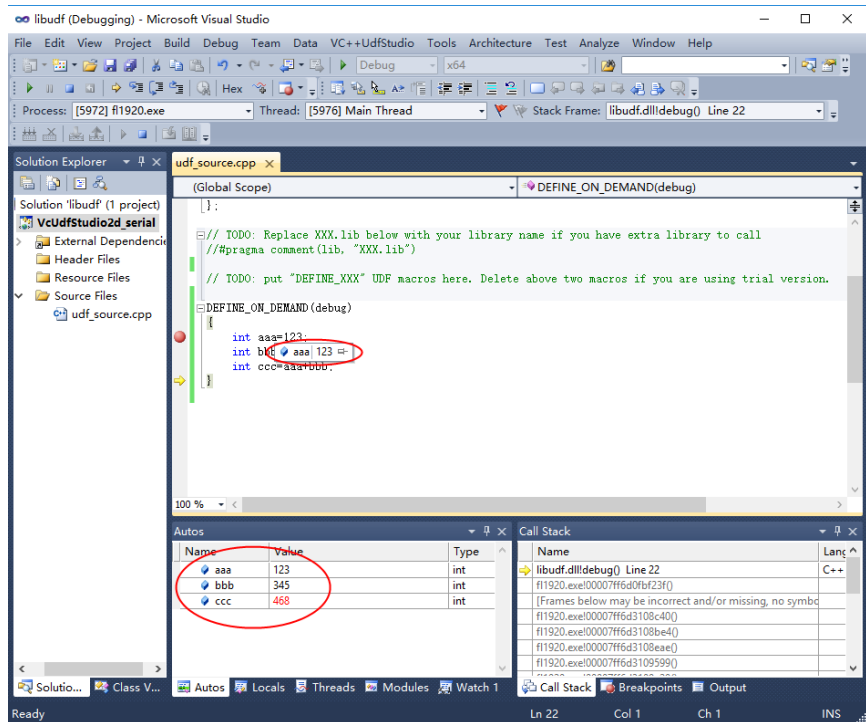 libudf (Debugging) - Microsoft Visual Studio
File Edit View Project Build Debug Team Data VC++UdfStudio Tools Architecture Test Analyze Window Help
Debug x64
Hex
Process: [5972] fl1920.exe Thread: [5976] Main Thread Stack Frame: libudf.dll!debug() Line 22
Solution Explorer
udf_source.cpp
(Global Scope) DEFINE_ON_DEMAND(debug)
Solution 'libudf' (1 project)
VcUdfStudio2d_serial
External Dependencie
Header Files
Resource Files
Source Files
udf_source.cpp
};
// TODO: Replace XXX.lib below with your library name if you have extra library to call
//#pragma comment(lib, "XXX.lib")
// TODO: put "DEFINE_XXX" UDF macros here. Delete above two macros if you are using trial version.
DEFINE_ON_DEMAND(debug)
{
int aaa=123;
int bbb aaa 123
int ccc=aaa+bbb;
}
100 %
Autos
Name Value Type
aaa 123 int
bbb 345 int
ccc 468 int
Call Stack
Name Lang
libudf.dll!debug() Line 22 C++
fl1920.exe!00007ff6d0fbf23f()
[Frames below may be incorrect and/or missing, no symbo
fl1920.exe!00007ff6d3108c40()
fl1920.exe!00007ff6d3108be4()
fl1920.exe!00007ff6d3108eae()
fl1920.exe!00007ff6d3109599()
Solutio... Class V... Autos Locals Threads Modules Watch 1 Call Stack Breakpoints Output
Ready Ln 22 Col 1 Ch 1 INS